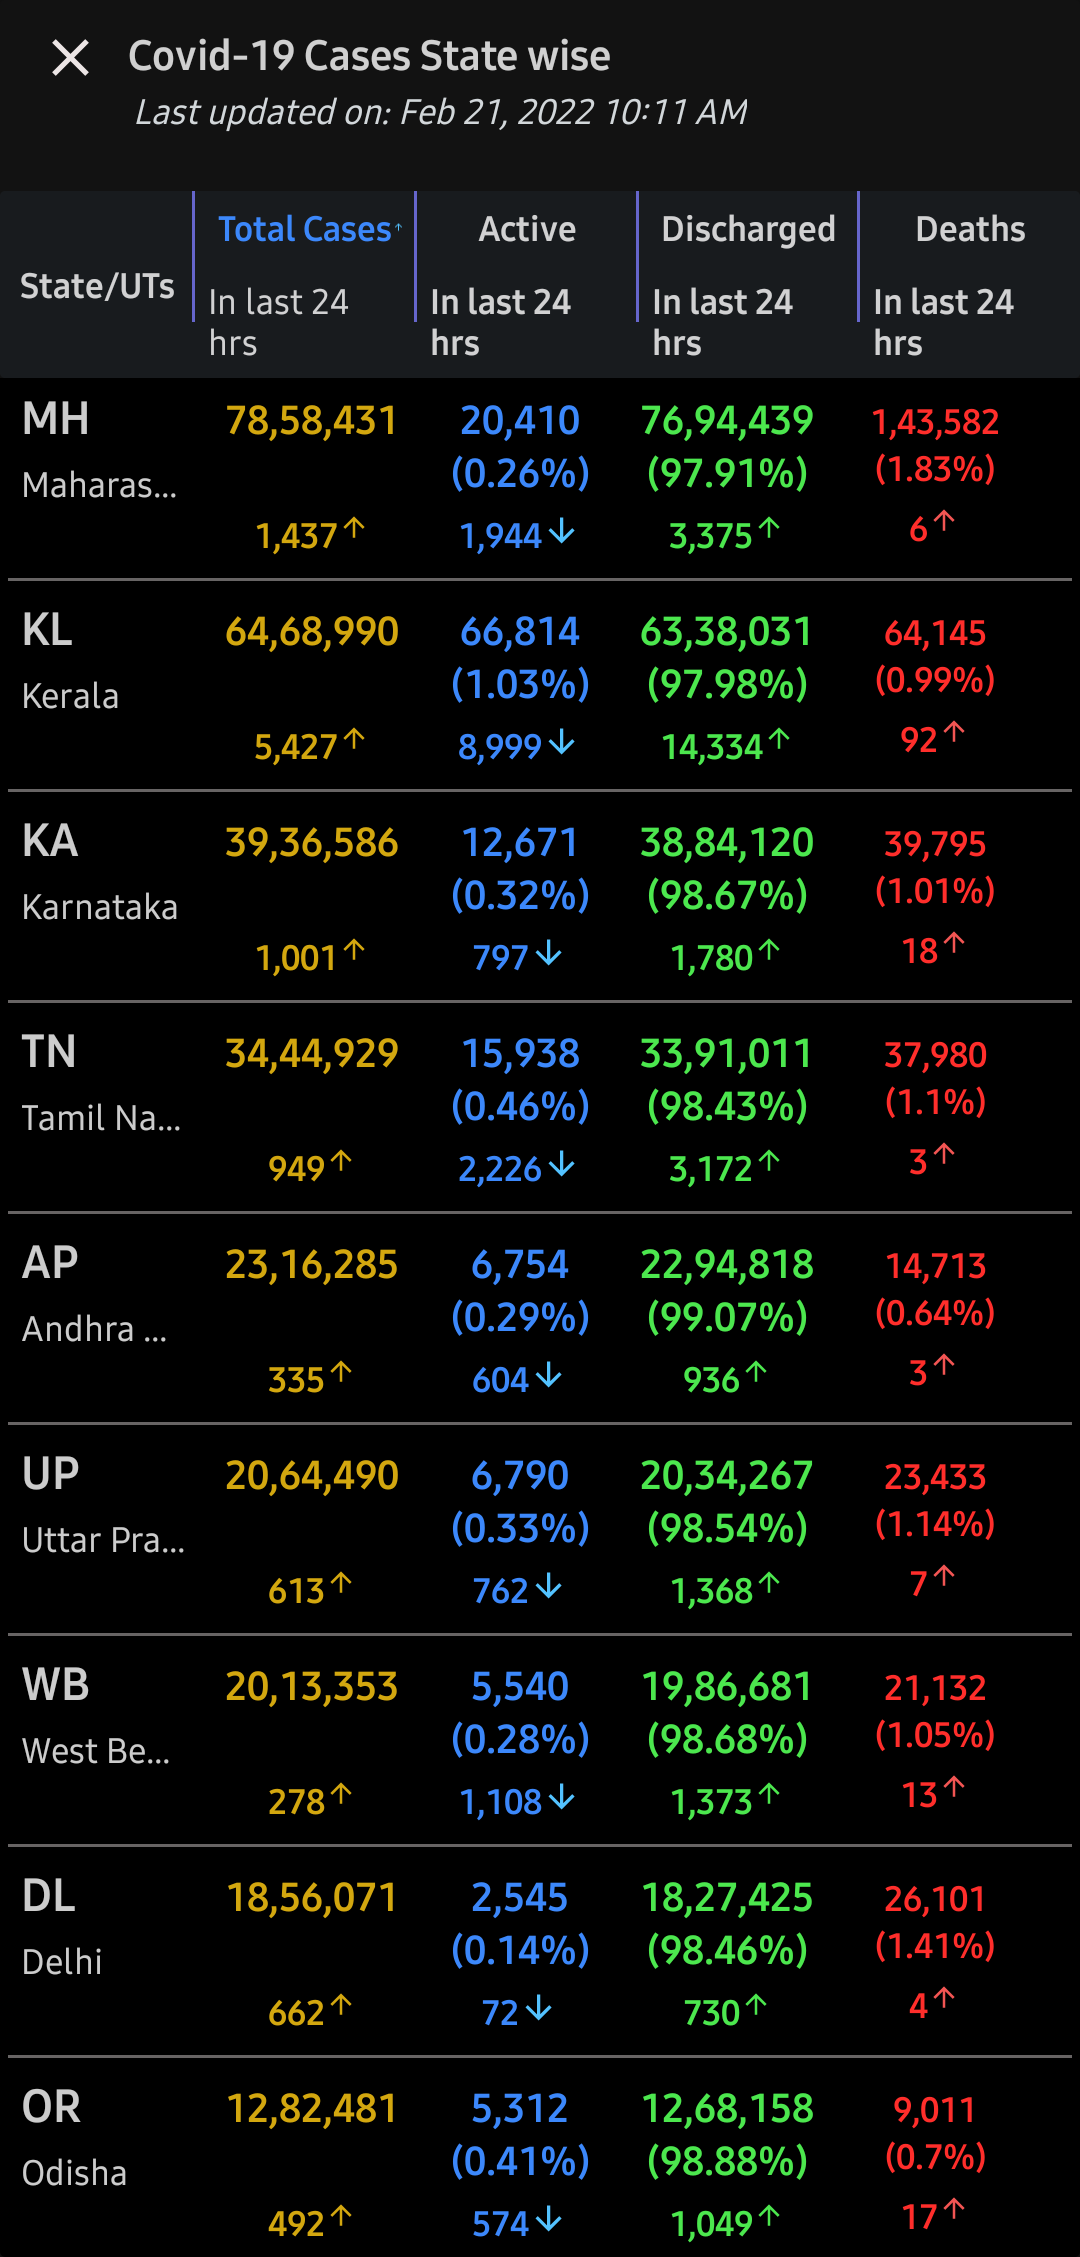 Covid-19 Cases State wise
Last updated on: Feb 21, 2022 10:11 AM
State/UTs
Total Cases↑ Active Discharged Deaths
In last 24 hrs In last 24 hrs In last 24 hrs In last 24 hrs
MH 78,58,431 20,410 76,94,439 1,43,582
Maharas... (0.26%) (97.91%) (1.83%)
1,437↑ 1,944↓ 3,375↑ 6↑
KL 64,68,990 66,814 63,38,031 64,145
Kerala (1.03%) (97.98%) (0.99%)
5,427↑ 8,999↓ 14,334↑ 92↑
KA 39,36,586 12,671 38,84,120 39,795
Karnataka (0.32%) (98.67%) (1.01%)
1,001↑ 797↓ 1,780↑ 18↑
TN 34,44,929 15,938 33,91,011 37,980
Tamil Na... (0.46%) (98.43%) (1.1%)
949↑ 2,226↓ 3,172↑ 3↑
AP 23,16,285 6,754 22,94,818 14,713
Andhra ... (0.29%) (99.07%) (0.64%)
335↑ 604↓ 936↑ 3↑
UP 20,64,490 6,790 20,34,267 23,433
Uttar Pra... (0.33%) (98.54%) (1.14%)
613↑ 762↓ 1,368↑ 7↑
WB 20,13,353 5,540 19,86,681 21,132
West Be... (0.28%) (98.68%) (1.05%)
278↑ 1,108↓ 1,373↑ 13↑
DL 18,56,071 2,545 18,27,425 26,101
Delhi (0.14%) (98.46%) (1.41%)
662↑ 72↓ 730↑ 4↑
OR 12,82,481 5,312 12,68,158 9,011
Odisha (0.41%) (98.88%) (0.7%)
492↑ 574↓ 1,049↑ 17↑